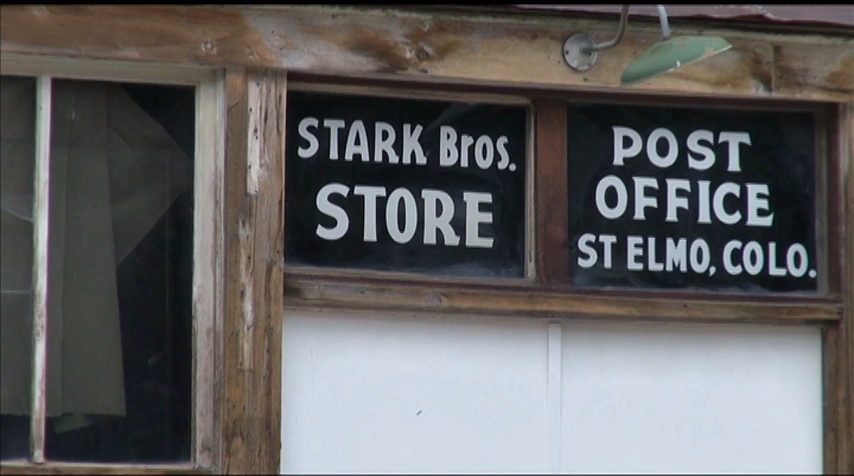 STARK Bros.
STORE
POST
OFFICE
ST ELMO, COLO.